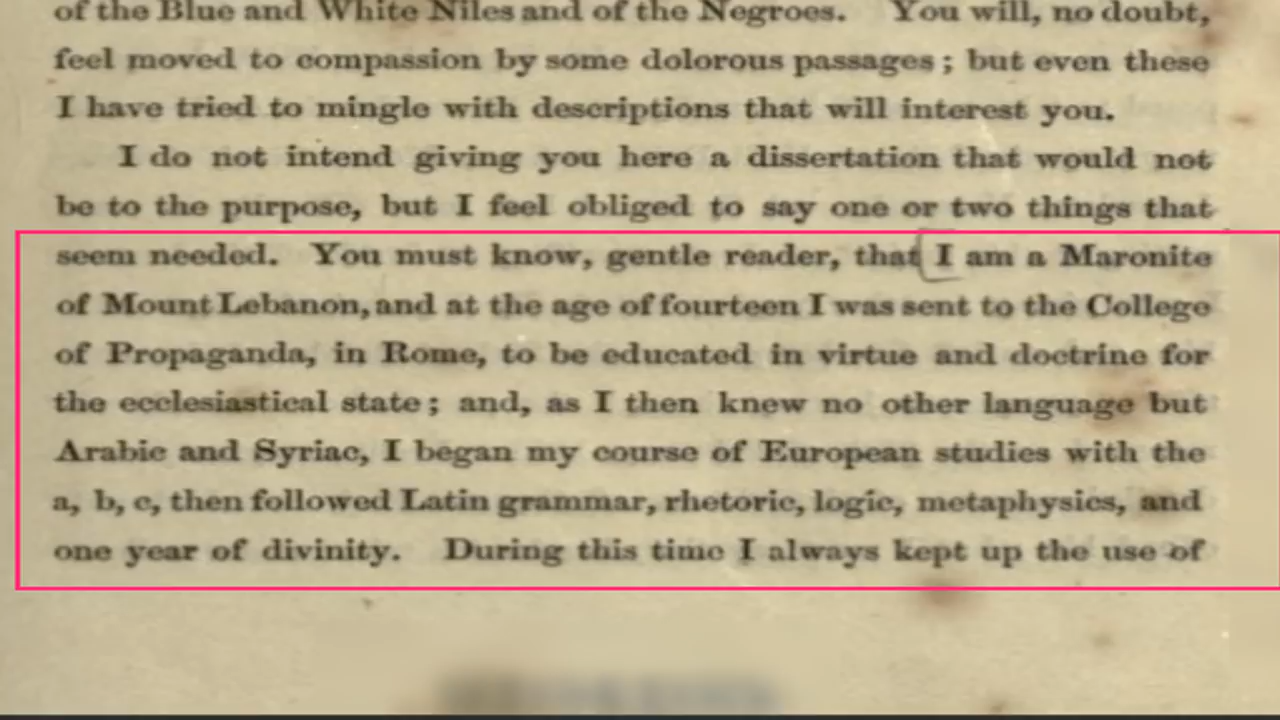 of the Blue and White Niles and of the Negroes. You will, no doubt,
feel moved to compassion by some dolorous passages; but even these
I have tried to mingle with descriptions that will interest you.
I do not intend giving you here a dissertation that would not
be to the purpose, but I feel obliged to say one or two things that
seem needed. You must know, gentle reader, that I am a Maronite
of Mount Lebanon, and at the age of fourteen I was sent to the College
of Propaganda, in Rome, to be educated in virtue and doctrine for
the ecclesiastical state; and, as I then knew no other language but
Arabic and Syriac, I began my course of European studies with the
a, b, c, then followed Latin grammar, rhetoric, logic, metaphysics, and
one year of divinity. During this time I always kept up the use of